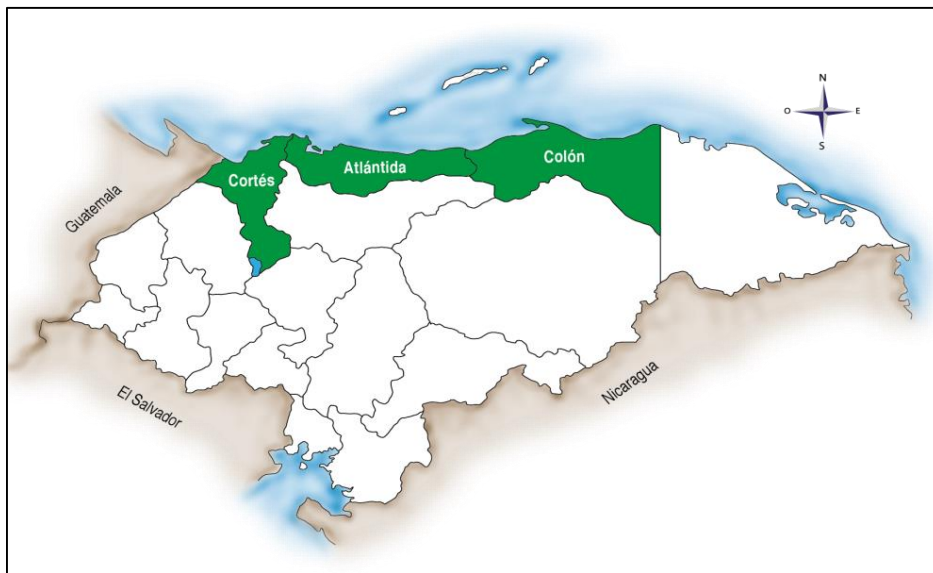 N
O
E
S
Cortés
Atlántida
Colón
Guatemala
El Salvador
Nicaragua